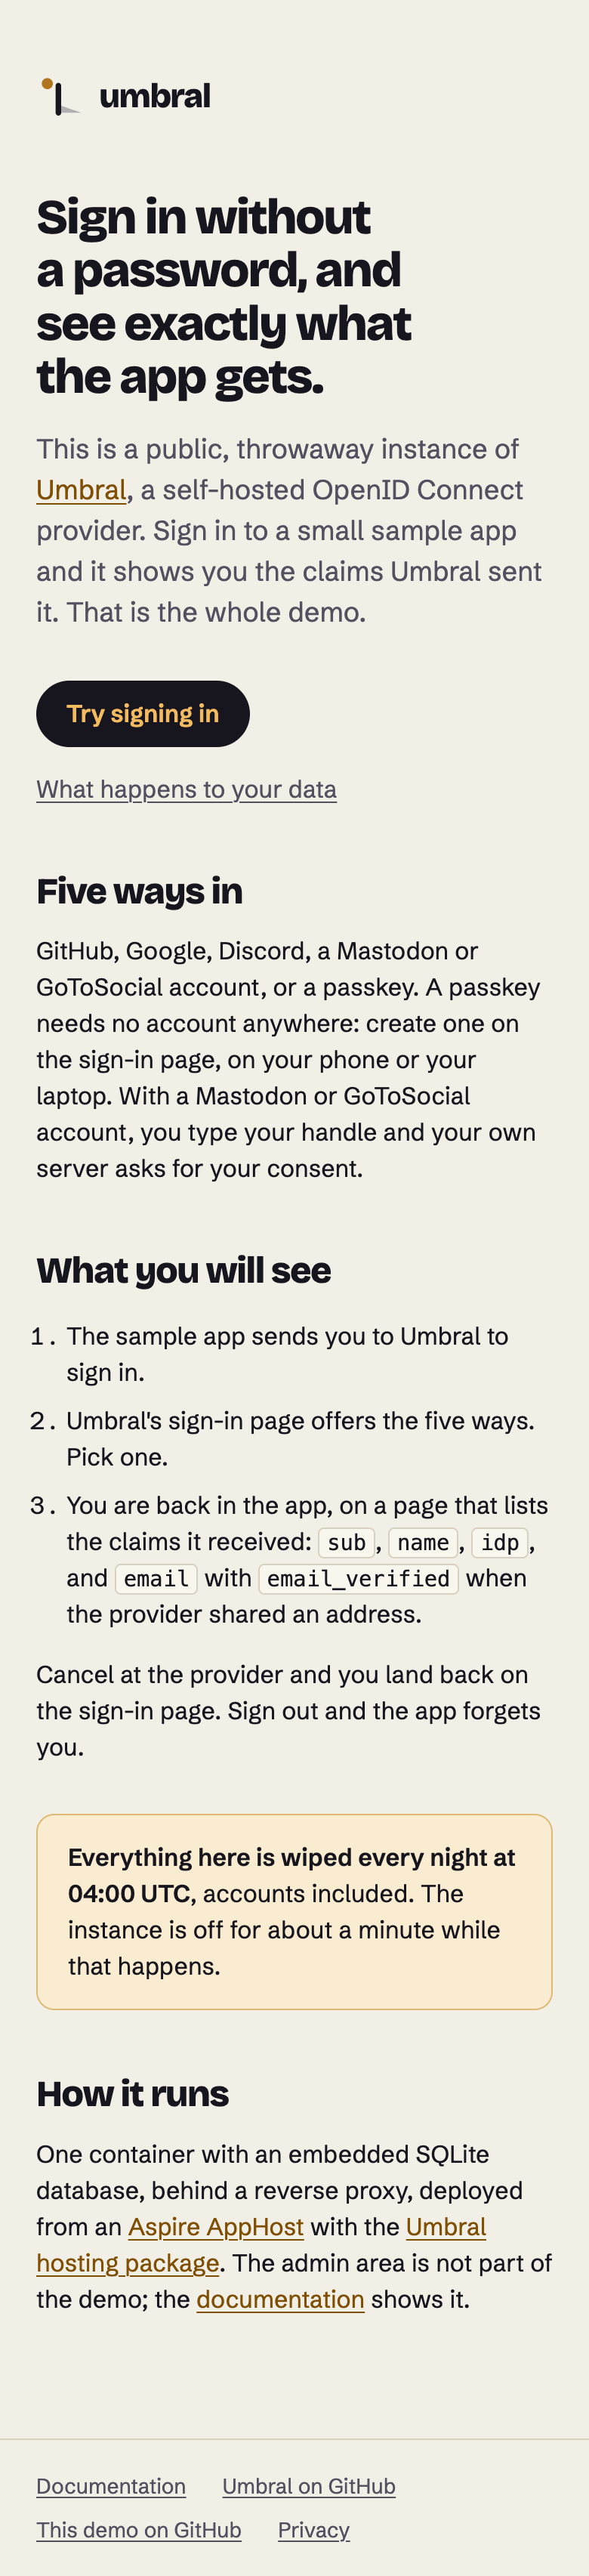 umbral
Sign in without
a password, and
see exactly what
the app gets.
This is a public, throwaway instance of
Umbral, a self-hosted OpenID Connect
provider. Sign in to a small sample app
and it shows you the claims Umbral sent
it. That is the whole demo.
Try signing in
What happens to your data
Five ways in
GitHub, Google, Discord, a Mastodon or
GoToSocial account, or a passkey. A passkey
needs no account anywhere: create one on
the sign-in page, on your phone or your
laptop. With a Mastodon or GoToSocial
account, you type your handle and your own
server asks for your consent.
What you will see
1. The sample app sends you to Umbral to
sign in.
2. Umbral's sign-in page offers the five ways.
Pick one.
3. You are back in the app, on a page that lists
the claims it received: sub, name, idp,
and email with email_verified when
the provider shared an address.
Cancel at the provider and you land back on
the sign-in page. Sign out and the app forgets
you.
Everything here is wiped every night at
04:00 UTC, accounts included. The
instance is off for about a minute while
that happens.
How it runs
One container with an embedded SQLite
database, behind a reverse proxy, deployed
from an Aspire AppHost with the Umbral
hosting package. The admin area is not part of
the demo; the documentation shows it.
Documentation Umbral on GitHub
This demo on GitHub Privacy